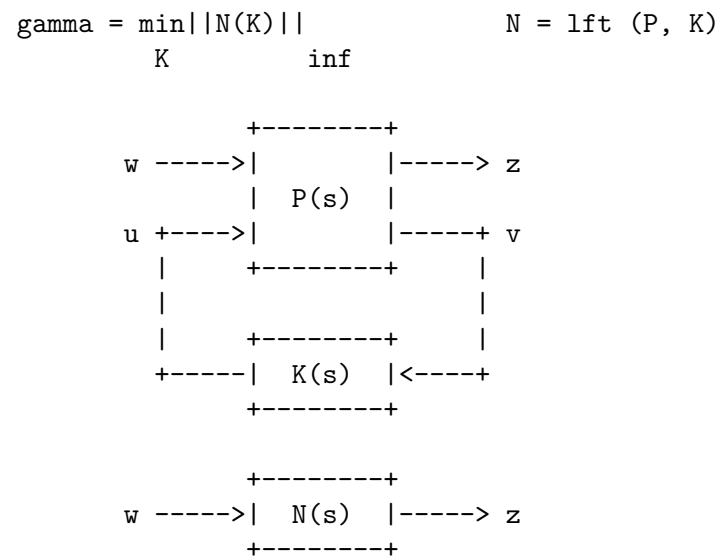 gamma = min||N(K)|| N = lft (P, K)
K inf
+--------+
w ----->| |-----> z
| P(s) |
u +---->| |-----+ v
| +--------+ |
| |
| +--------+ |
+-----| K(s) |<----+
+--------+
+--------+
w ----->| N(s) |-----> z
+--------+